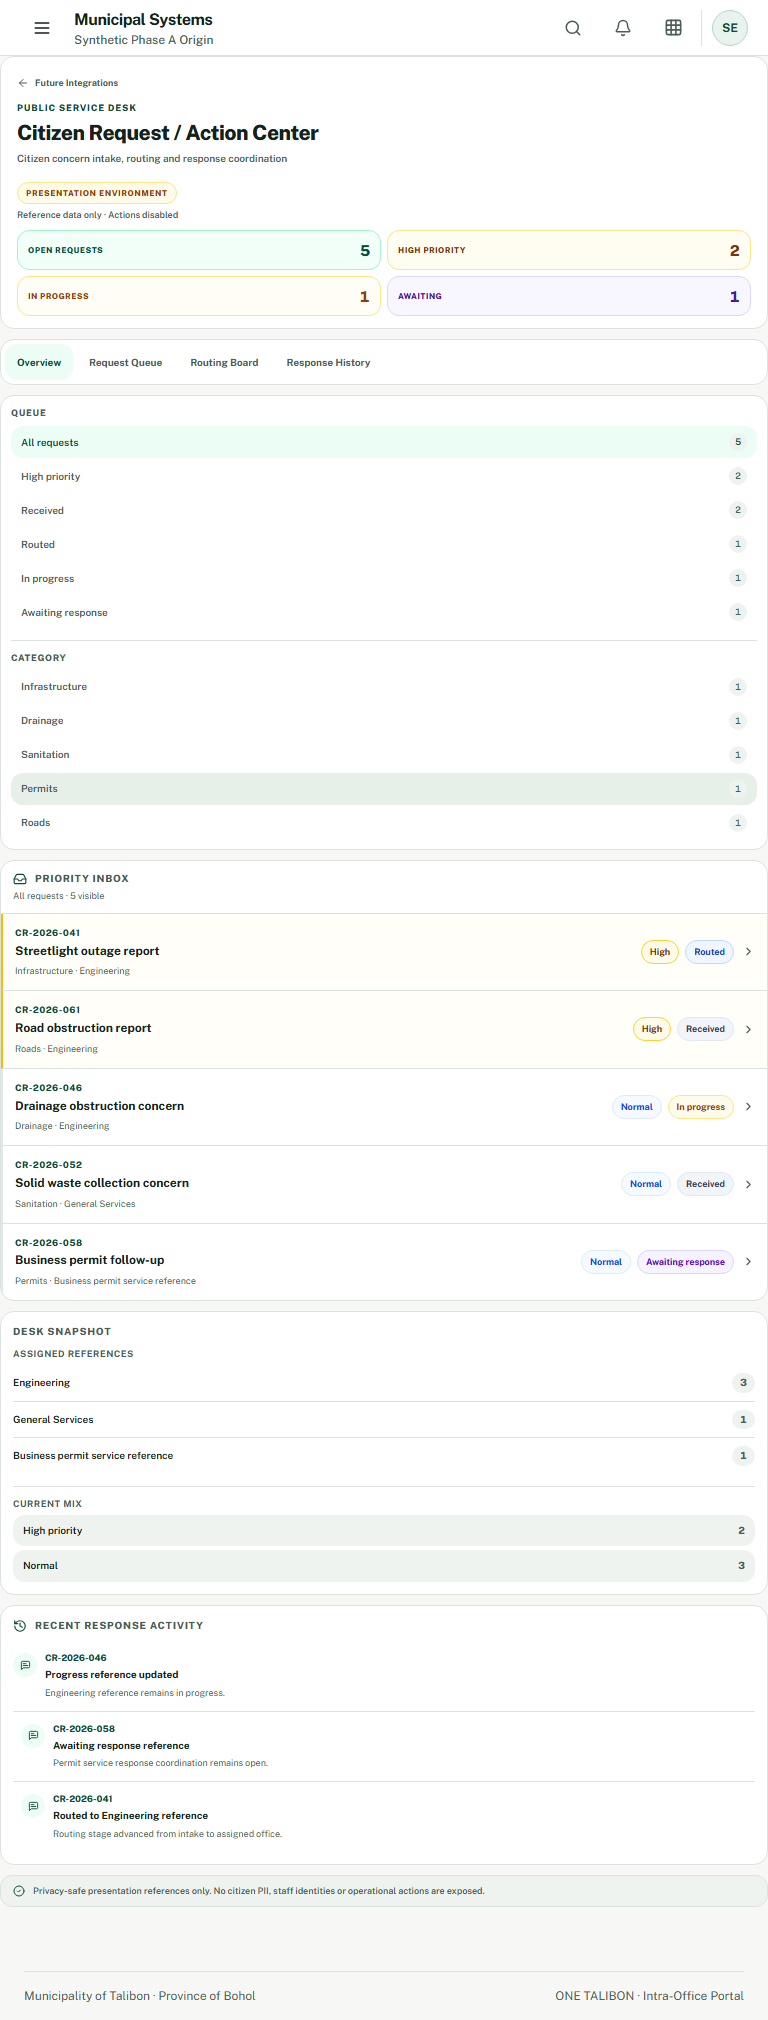 Municipal Systems
Synthetic Phase A Origin
SE
Future Integrations
PUBLIC SERVICE DESK
Citizen Request / Action Center
Citizen concern intake, routing and response coordination
PRESENTATION ENVIRONMENT
Reference data only · Actions disabled
OPEN REQUESTS 5
HIGH PRIORITY 2
IN PROGRESS 1
AWAITING 1
Overview Request Queue Routing Board Response History
QUEUE
All requests 5
High priority 2
Received 2
Routed 1
In progress 1
Awaiting response 1
CATEGORY
Infrastructure 1
Drainage 1
Sanitation 1
Permits 1
Roads 1
PRIORITY INBOX
All requests · 5 visible
CR-2026-041
Streetlight outage report
High Routed
Infrastructure · Engineering
CR-2026-061
Road obstruction report
High Received
Roads · Engineering
CR-2026-046
Drainage obstruction concern
Normal In progress
Drainage · Engineering
CR-2026-052
Solid waste collection concern
Normal Received
Sanitation · General Services
CR-2026-058
Business permit follow-up
Normal Awaiting response
Permits · Business permit service reference
DESK SNAPSHOT
ASSIGNED REFERENCES
Engineering 3
General Services 1
Business permit service reference 1
CURRENT MIX
High priority 2
Normal 3
RECENT RESPONSE ACTIVITY
CR-2026-046
Progress reference updated
Engineering reference remains in progress.
CR-2026-058
Awaiting response reference
Permit service response coordination remains open.
CR-2026-041
Routed to Engineering reference
Routing stage advanced from intake to assigned office.
Privacy-safe presentation references only. No citizen PII, staff identities or operational actions are exposed.
Municipality of Talibon · Province of Bohol
ONE TALIBON · Intra-Office Portal